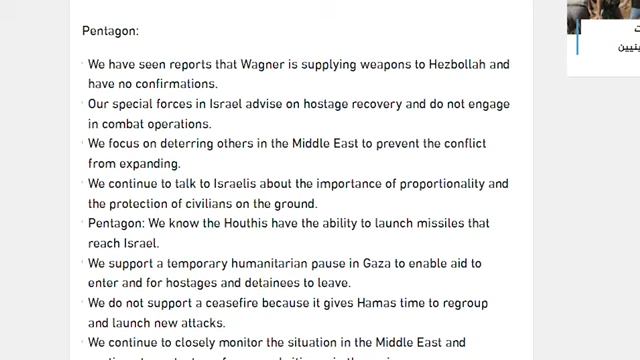 Pentagon:
We have seen reports that Wagner is supplying weapons to Hezbollah and
have no confirmations.
Our special forces in Israel advise on hostage recovery and do not engage
in combat operations.
We focus on deterring others in the Middle East to prevent the conflict
from expanding.
We continue to talk to Israelis about the importance of proportionality and
the protection of civilians on the ground.
Pentagon: We know the Houthis have the ability to launch missiles that
reach Israel.
We support a temporary humanitarian pause in Gaza to enable aid to
enter and for hostages and detainees to leave.
We do not support a ceasefire because it gives Hamas time to regroup
and launch new attacks.
We continue to closely monitor the situation in the Middle East and